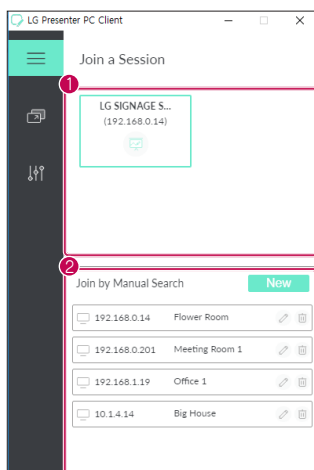 LG Presenter PC Client
Join a Session
1
LG SIGNAGE S...
(192.168.0.14)
2
Join by Manual Search New
192.168.0.14 Flower Room
192.168.0.201 Meeting Room 1
192.168.1.19 Office 1
10.1.4.14 Big House